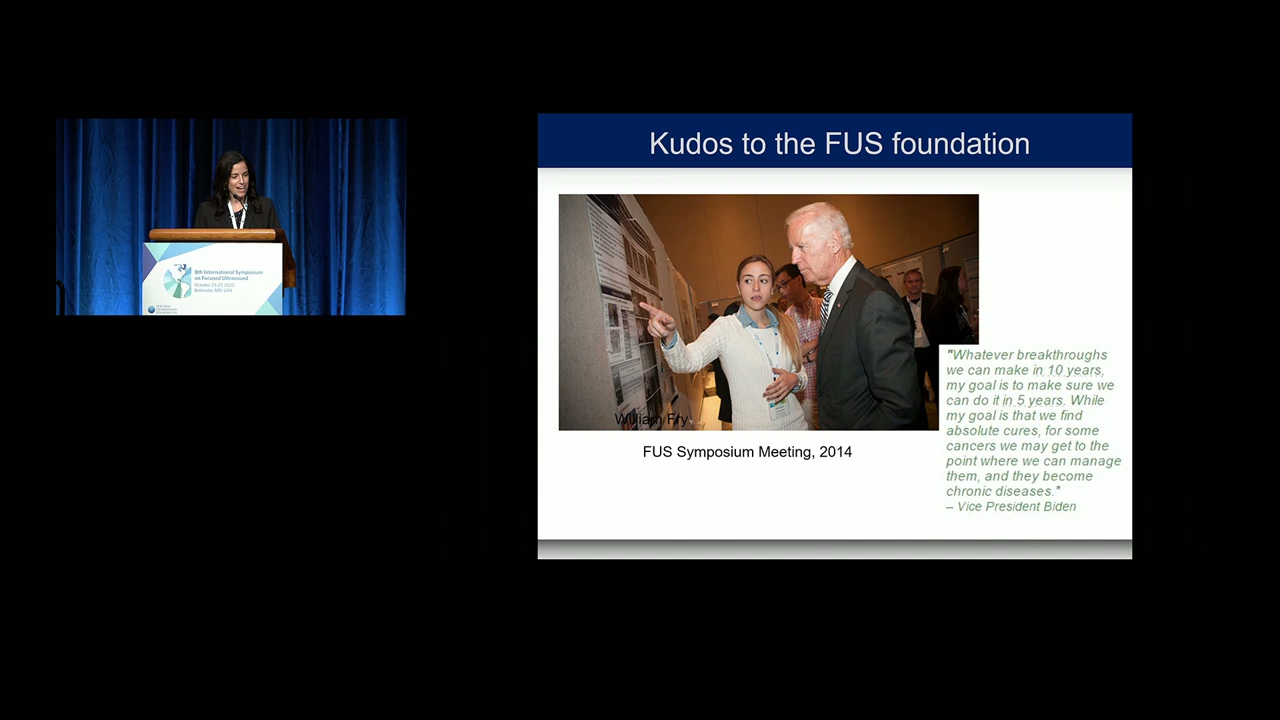 Kudos to the FUS foundation
William Fry
FUS Symposium Meeting, 2014
"Whatever breakthroughs
we can make in 10 years,
my goal is to make sure we
can do it in 5 years. While
my goal is that we find
absolute cures, for some
cancers we may get to the
point where we can manage
them, and they become
chronic diseases."
– Vice President Biden
8th International Symposium
on Focused Ultrasound
October 23-27, 2022
Bethesda, MD, USA